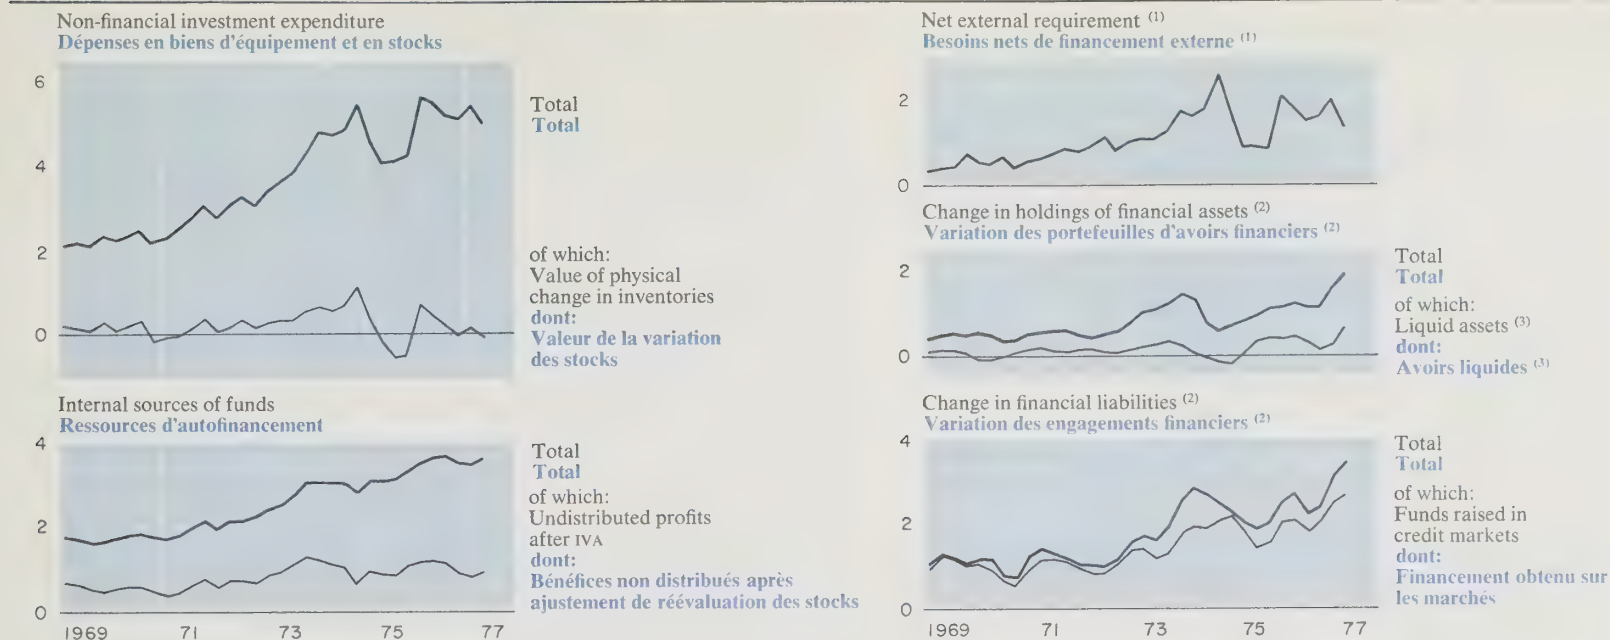 Non-financial investment expenditure
Dépenses en biens d'équipement et en stocks
6
4
2
0
Total
Total
of which:
Value of physical
change in inventories
dont:
Valeur de la variation
des stocks
Internal sources of funds
Ressources d'autofinancement
4
2
0
Total
Total
of which:
Undistributed profits
after IVA
dont:
Bénéfices non distribués après
ajustement de réévaluation des stocks
1969 71 73 75 77
Net external requirement (1)
Besoins nets de financement externe (1)
2
0
Change in holdings of financial assets (2)
Variation des portefeuilles d'avoirs financiers (2)
2
0
Total
Total
of which:
Liquid assets (3)
dont:
Avoirs liquides (3)
Change in financial liabilities (2)
Variation des engagements financiers (2)
4
2
0
Total
Total
of which:
Funds raised in
credit markets
dont:
Financement obtenu sur
les marchés
1969 71 73 75 77